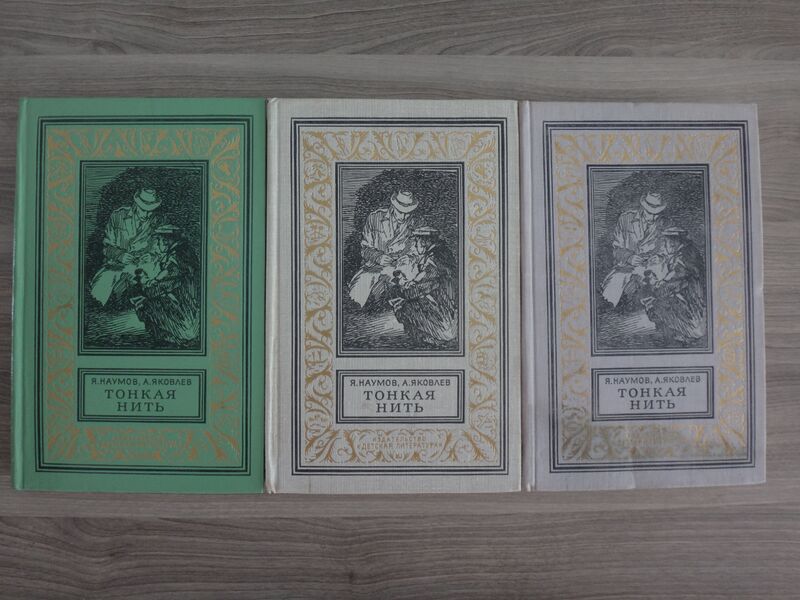 Я.НАУМОВ, А.ЯКОВЛЕВ
ТОНКАЯ
НИТЬ
Я.НАУМОВ, А.ЯКОВЛЕВ
ТОНКАЯ
НИТЬ
ИЗДАТЕЛЬСТВО
«ДЕТСКАЯ ЛИТЕРАТУРА»
Я.НАУМОВ, А.ЯКОВЛЕВ
ТОНКАЯ
НИТЬ